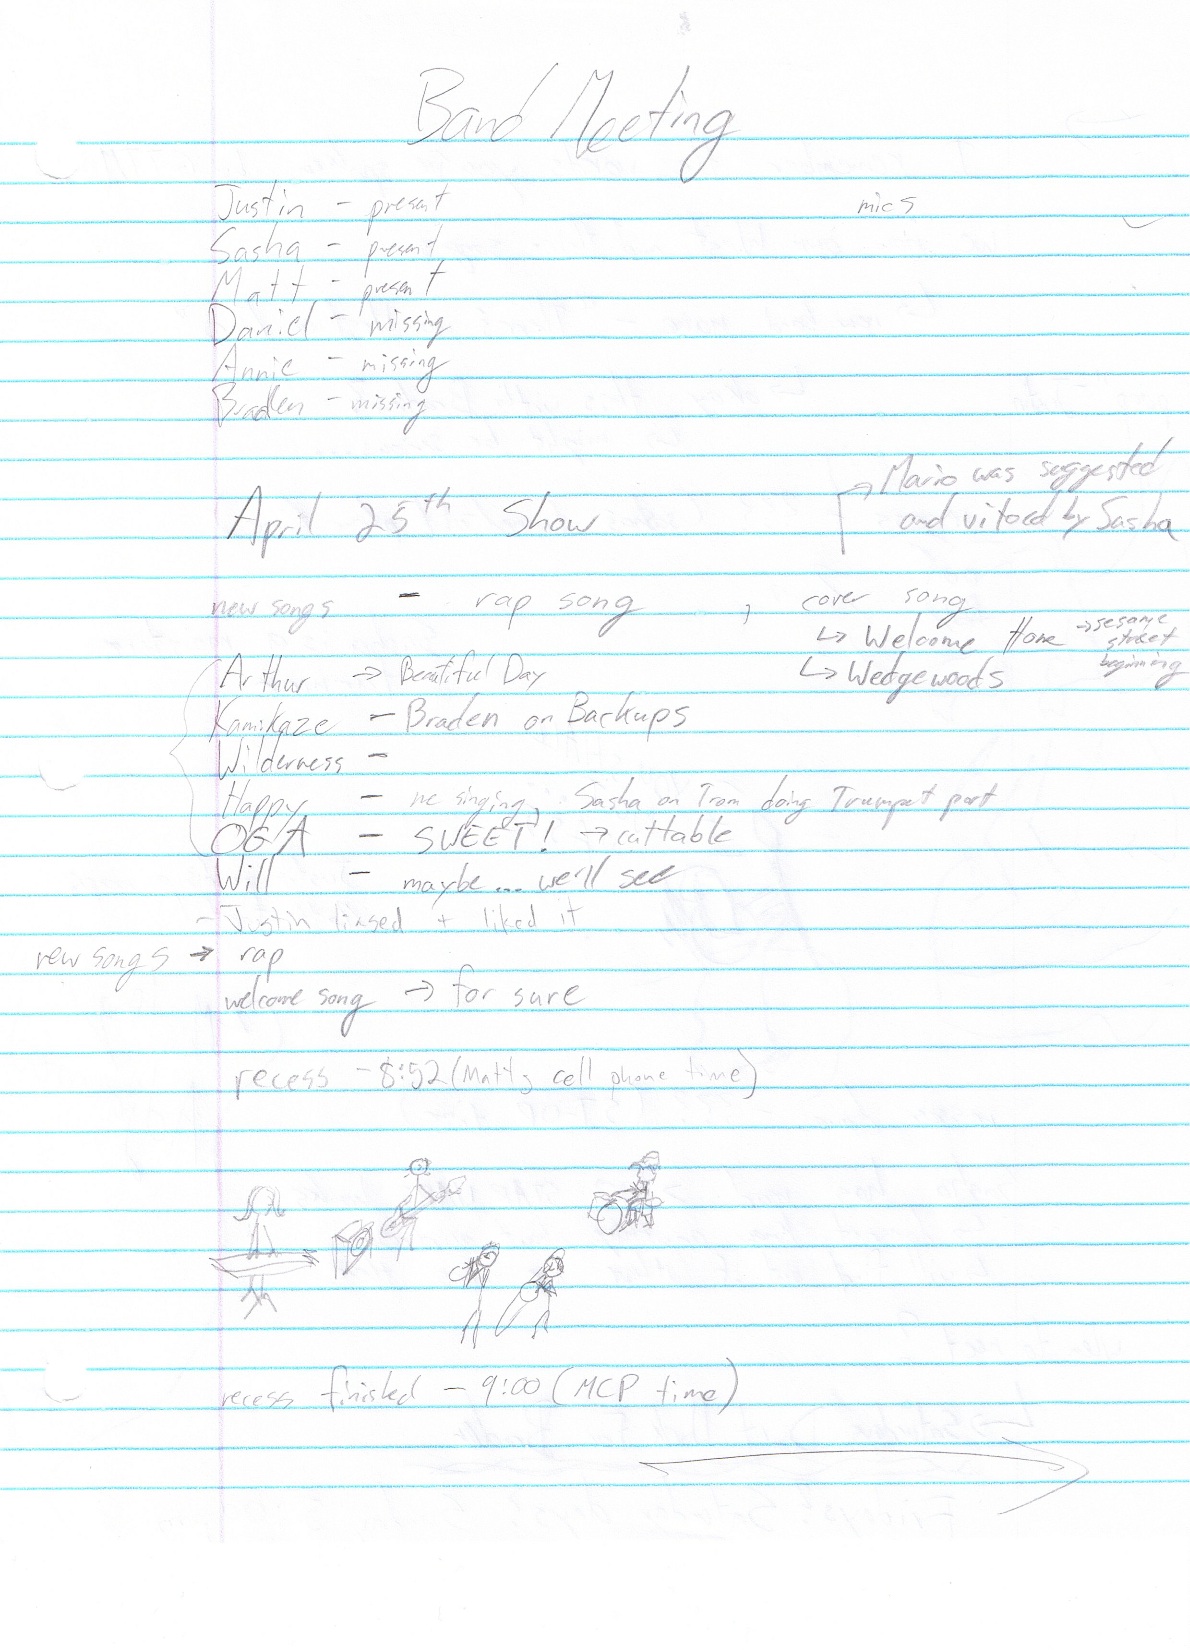 Band Meeting
Justin - present
mics
Sasha - present
Matt - present
Daniel - missing
Annie - missing
Braden - missing
→ Mario was suggested
and vitoed by Sasha
April 25th Show
new songs - rap song , cover song
↳ Welcome Home → sesame street beginning
↳ Wedgewoods
Arthur → Beautiful Day
Kamikaze - Braden on Backups
Wilderness -
Happy - me singing, Sasha on Trom doing Trumpet part
OGA - SWEET! → cuttable
Will - maybe... we'll see
- Justin + liked it
new songs → rap
welcome song → for sure
recess - 8:52 (Matt's cell phone time)
recess finished - 9:00 (MCP time)